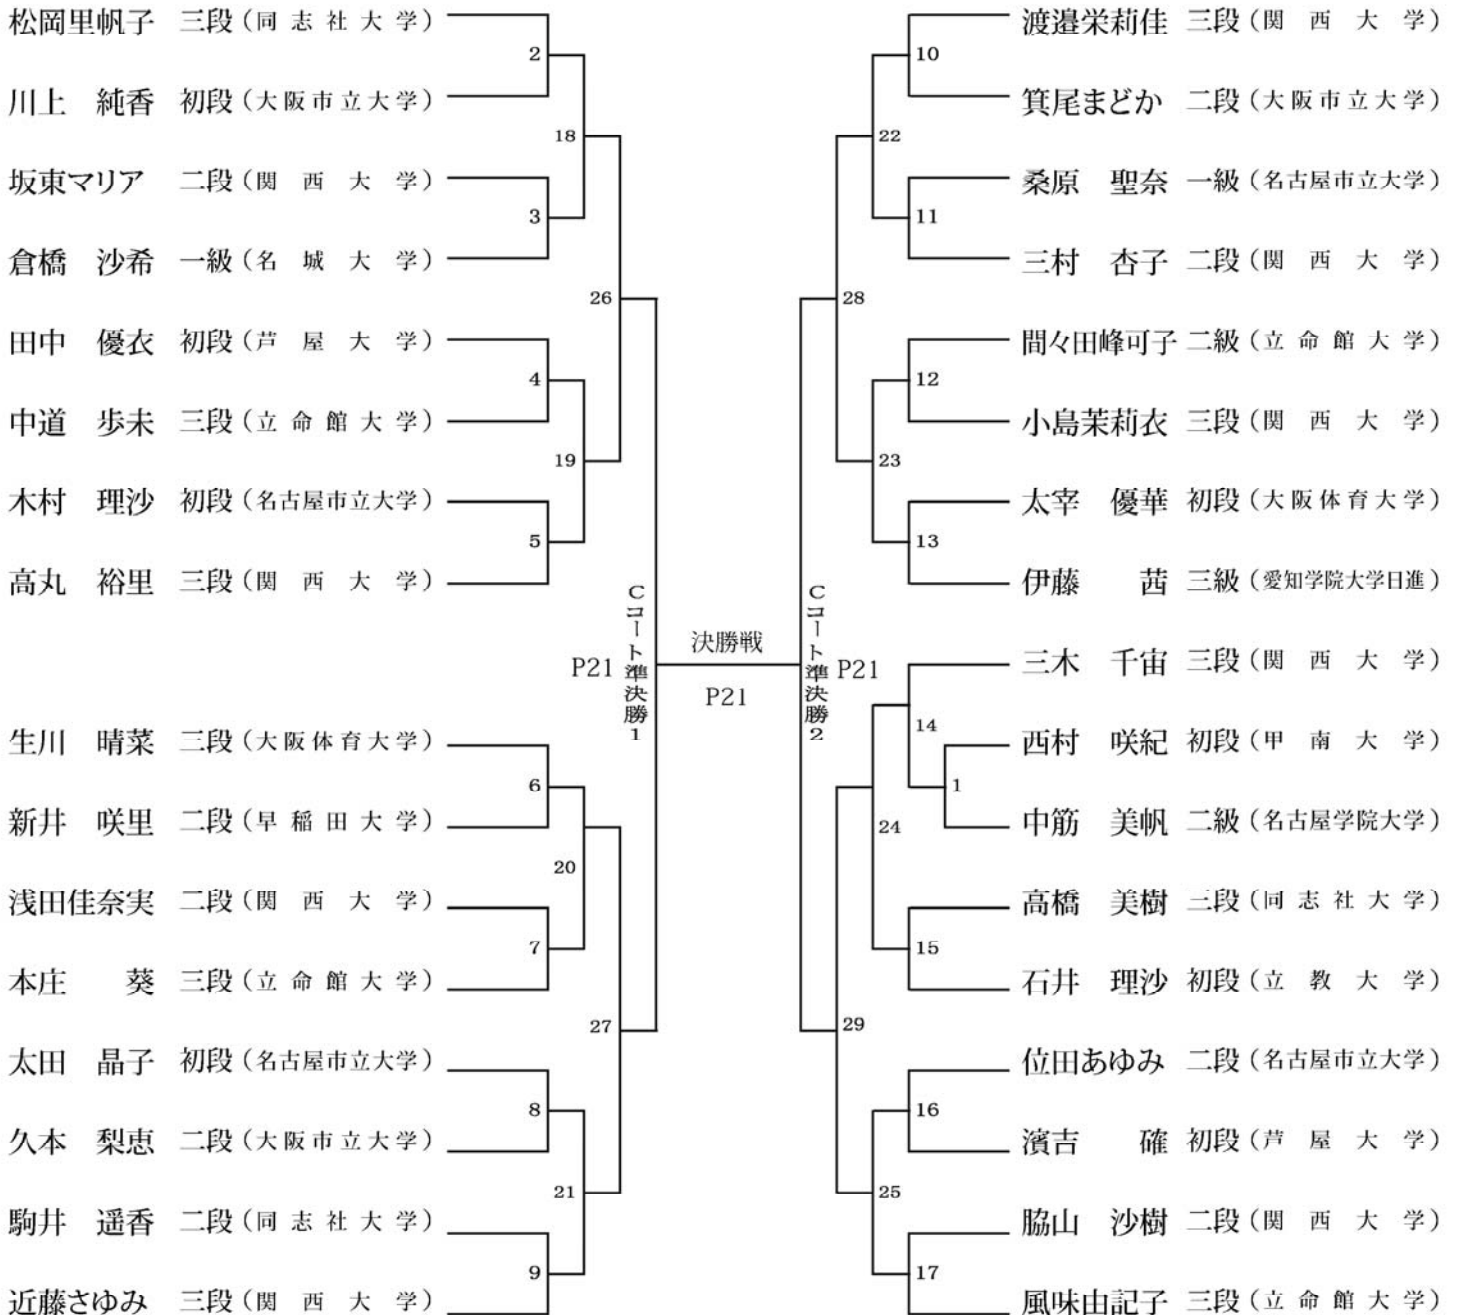 松岡里帆子 三段(同志社大学)
2
川上 純香 初段(大阪市立大学)
18
坂東マリア 二段(関西大学)
3
倉橋 沙希 一級(名城大学)
26
田中 優衣 初段(芦屋大学)
4
中道 歩未 三段(立命館大学)
19
木村 理沙 初段(名古屋市立大学)
5
高丸 裕里 三段(関西大学)
Cコート準決勝1
P21
生川 晴菜 三段(大阪体育大学)
6
新井 咲里 二段(早稲田大学)
20
浅田佳奈実 二段(関西大学)
7
本庄 葵 三段(立命館大学)
27
太田 晶子 初段(名古屋市立大学)
8
久本 梨恵 二段(大阪市立大学)
21
駒井 遥香 二段(同志社大学)
9
近藤さゆみ 三段(関西大学)
決勝戦
P21
渡邉栄莉佳 三段(関西大学)
10
箕尾まどか 二段(大阪市立大学)
22
桑原 聖奈 一級(名古屋市立大学)
11
三村 杏子 二段(関西大学)
28
間々田峰可子 二級(立命館大学)
12
小島茉莉衣 三段(関西大学)
23
太宰 優華 初段(大阪体育大学)
13
伊藤 茜 三級(愛知学院大学日進)
Cコート準決勝2
P21
三木 千宙 三段(関西大学)
14
西村 咲紀 初段(甲南大学)
1
中筋 美帆 二級(名古屋学院大学)
24
高橋 美樹 三段(同志社大学)
15
石井 理沙 初段(立教大学)
29
位田あゆみ 二段(名古屋市立大学)
16
濱吉 確 初段(芦屋大学)
25
脇山 沙樹 二段(関西大学)
17
風味由記子 三段(立命館大学)